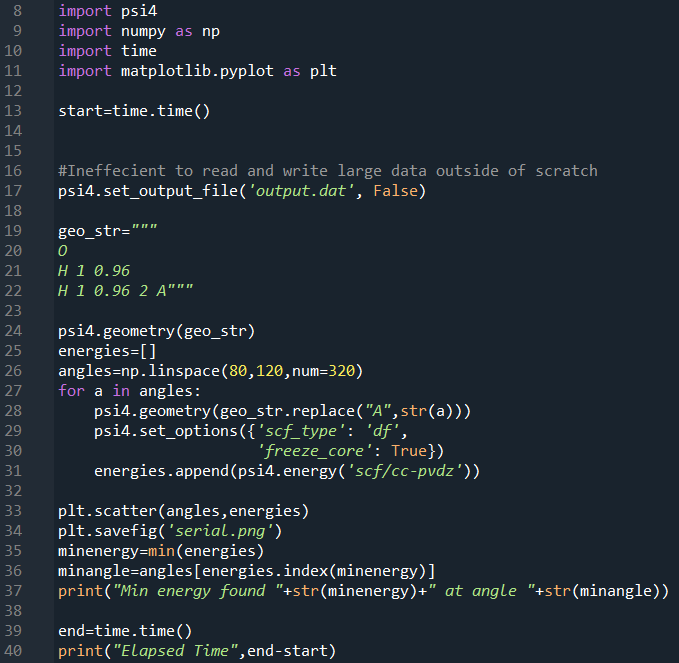 8 import psi4
9 import numpy as np
10 import time
11 import matplotlib.pyplot as plt
12
13 start=time.time()
14
15
16 #Ineffecient to read and write large data outside of scratch
17 psi4.set_output_file('output.dat', False)
18
19 geo_str="""
20 O
21 H 1 0.96
22 H 1 0.96 2 A"""
23
24 psi4.geometry(geo_str)
25 energies=[]
26 angles=np.linspace(80,120,num=320)
27 for a in angles:
28     psi4.geometry(geo_str.replace("A",str(a)))
29     psi4.set_options({'scf_type': 'df',
30                       'freeze_core': True})
31     energies.append(psi4.energy('scf/cc-pvdz'))
32
33 plt.scatter(angles,energies)
34 plt.savefig('serial.png')
35 minenergy=min(energies)
36 minangle=angles[energies.index(minenergy)]
37 print("Min energy found "+str(minenergy)+" at angle "+str(minangle))
38
39 end=time.time()
40 print("Elapsed Time",end-start)